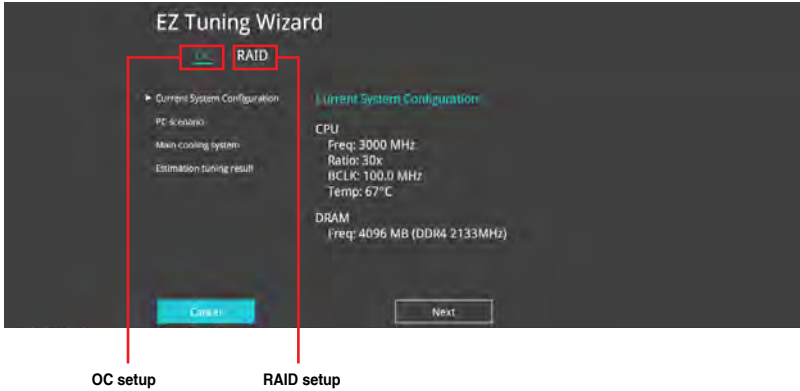 EZ Tuning Wizard
OC RAID
Current System Configuration
PC scenario
Main cooling system
Estimation tuning result
Current System Configuration
CPU
Freq: 3000 MHz
Ratio: 30x
BCLK: 100.0 MHz
Temp: 67°C
DRAM
Freq: 4096 MB (DDR4 2133MHz)
Cancel Next
OC setup RAID setup